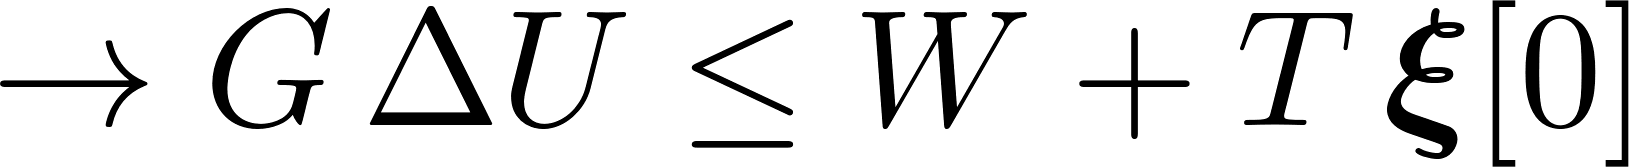 → G ΔU ≤ W + T ξ[0]